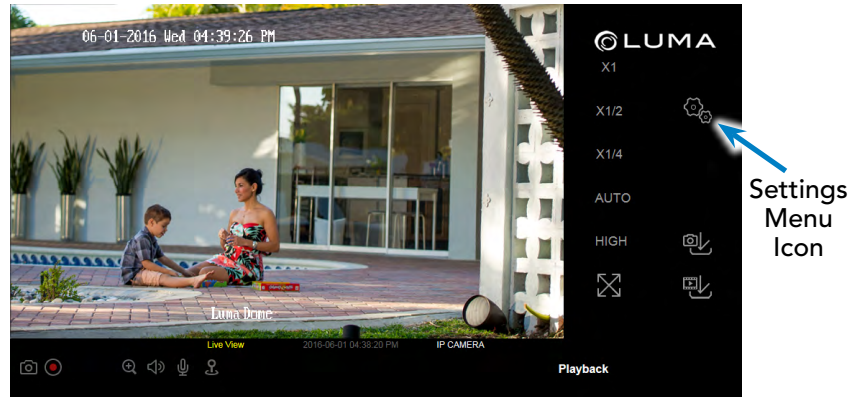 06-01-2016 Wed 04:39:26 PM
LUMA
X1
X1/2
X1/4
AUTO
HIGH
Settings
Menu
Icon
Luma Dome
Live View 2016-06-01 04:38:20 PM IP CAMERA
Playback